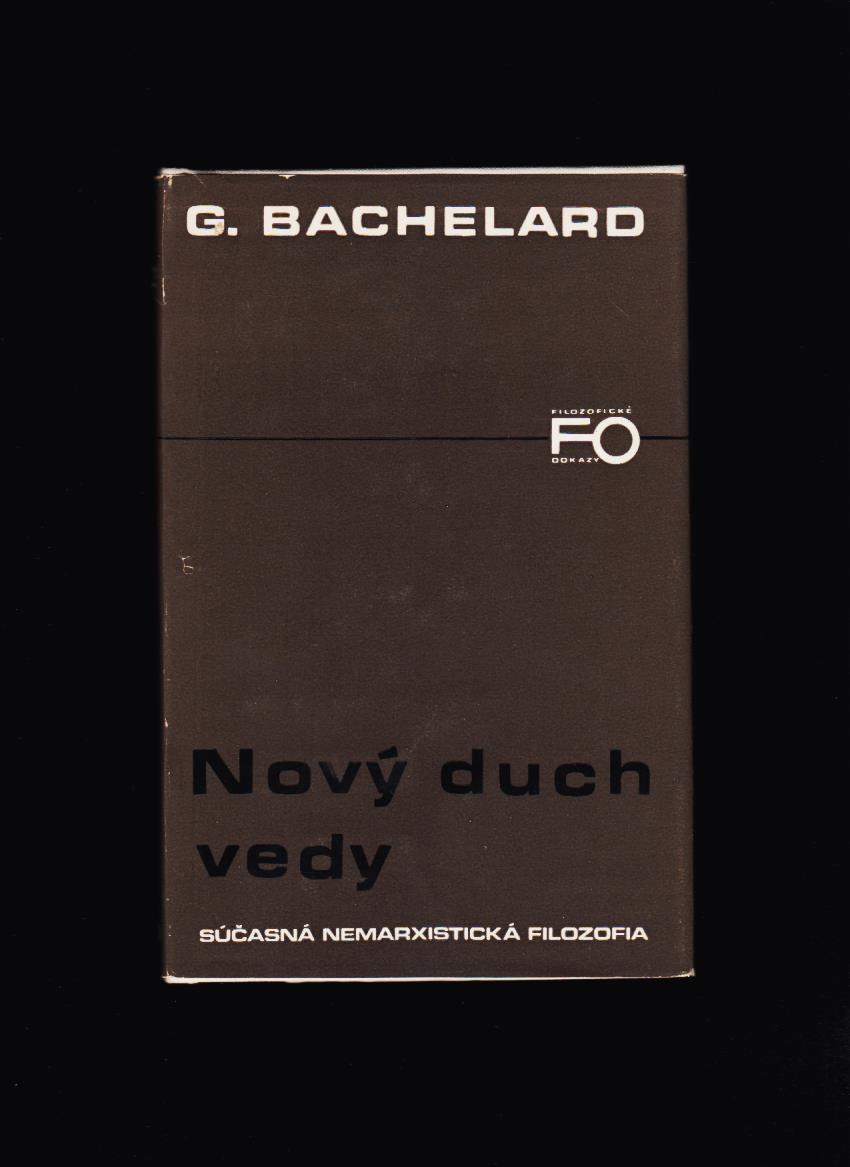 G. BACHELARD
FILOZOFICKÉ
FO
ODKAZY
Nový duch
vedy
SÚČASNÁ NEMARXISTICKÁ FILOZOFIA